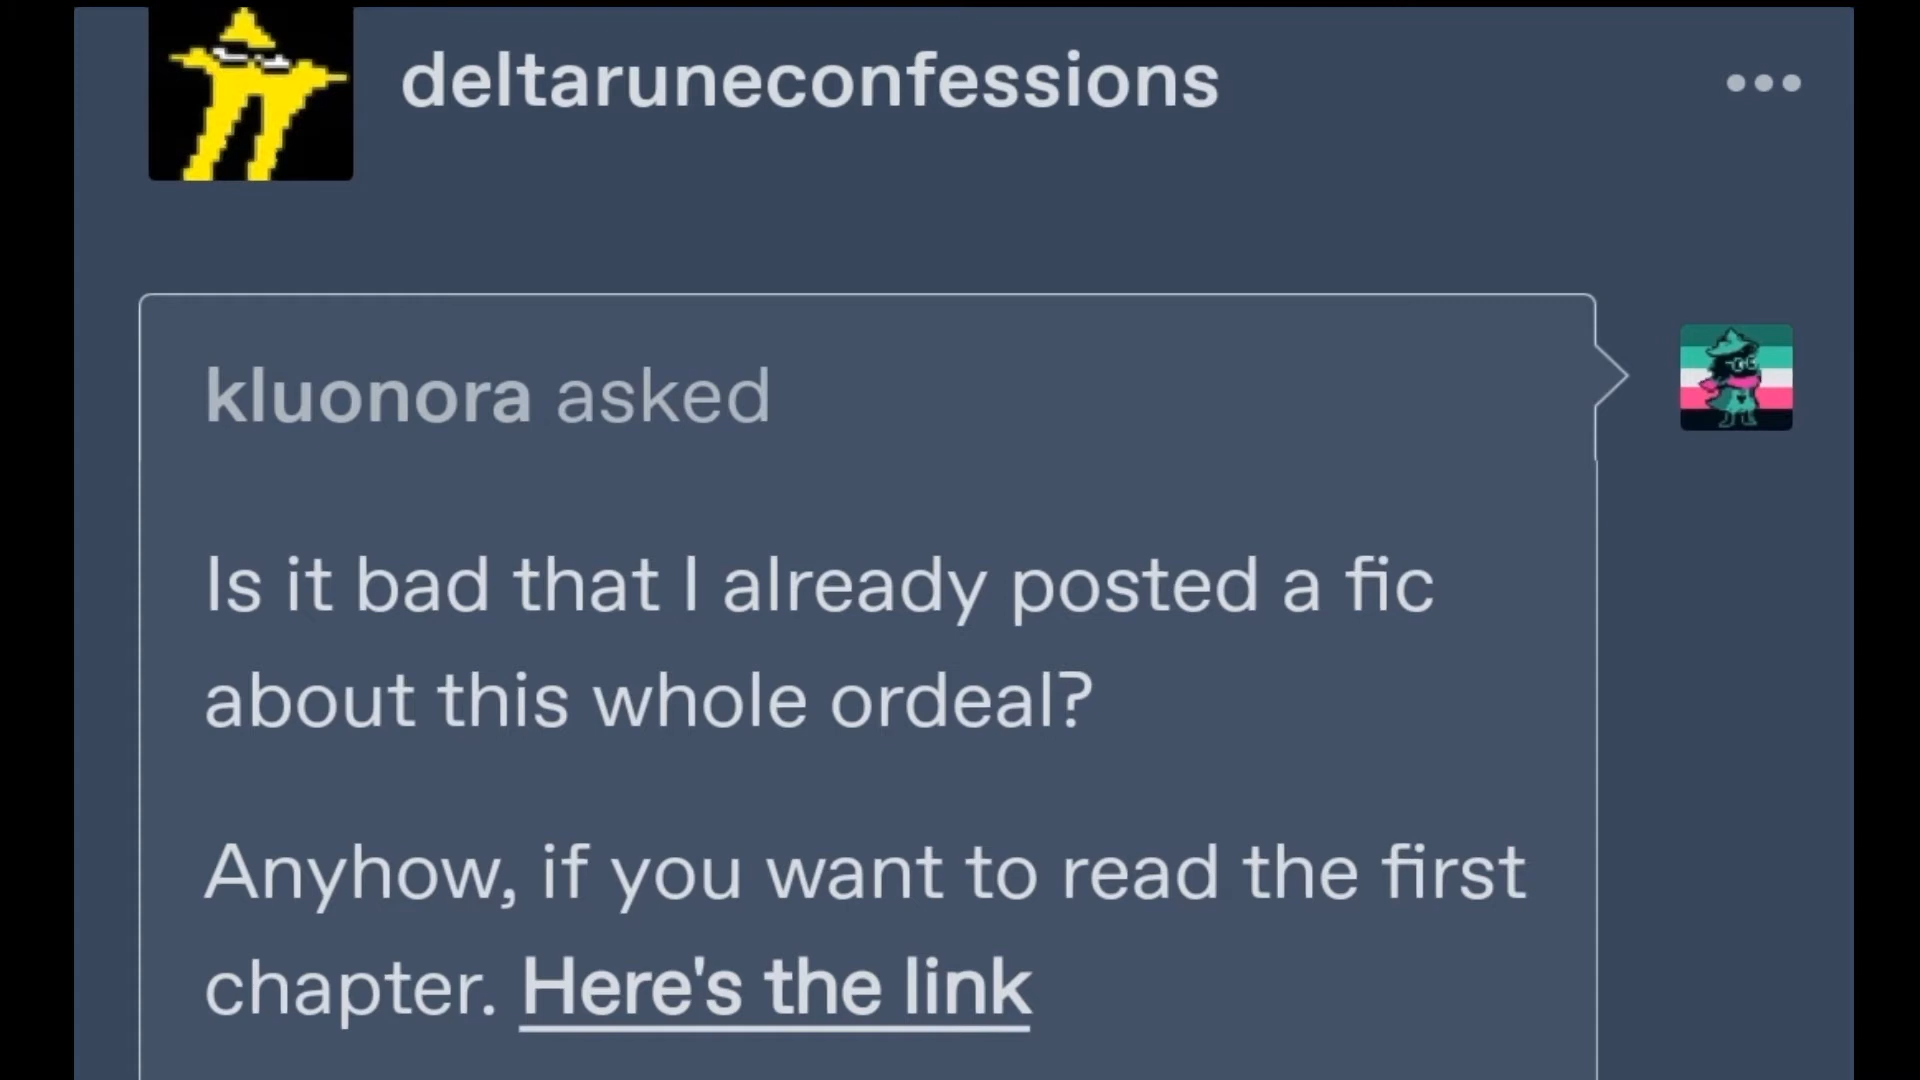 deltaruneconfessions
kluonora asked
Is it bad that I already posted a fic
about this whole ordeal?
Anyhow, if you want to read the first
chapter. Here's the link